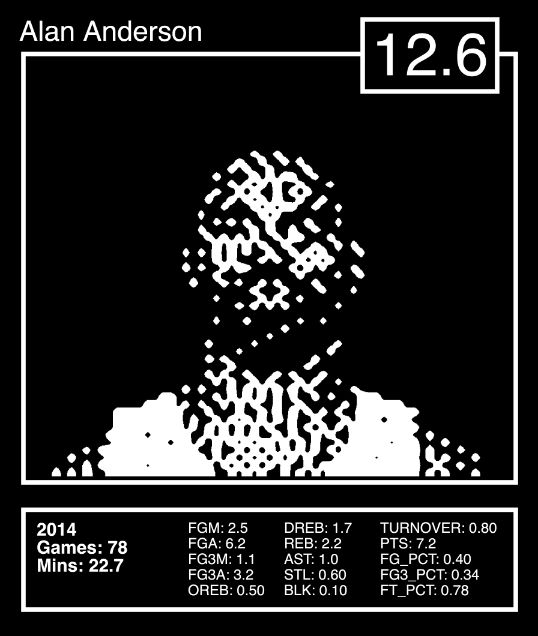 Alan Anderson
12.6
2014
Games: 78
Mins: 22.7
FGM: 2.5
FGA: 6.2
FG3M: 1.1
FG3A: 3.2
OREB: 0.50
DREB: 1.7
REB: 2.2
AST: 1.0
STL: 0.60
BLK: 0.10
TURNOVER: 0.80
PTS: 7.2
FG_PCT: 0.40
FG3_PCT: 0.34
FT_PCT: 0.78